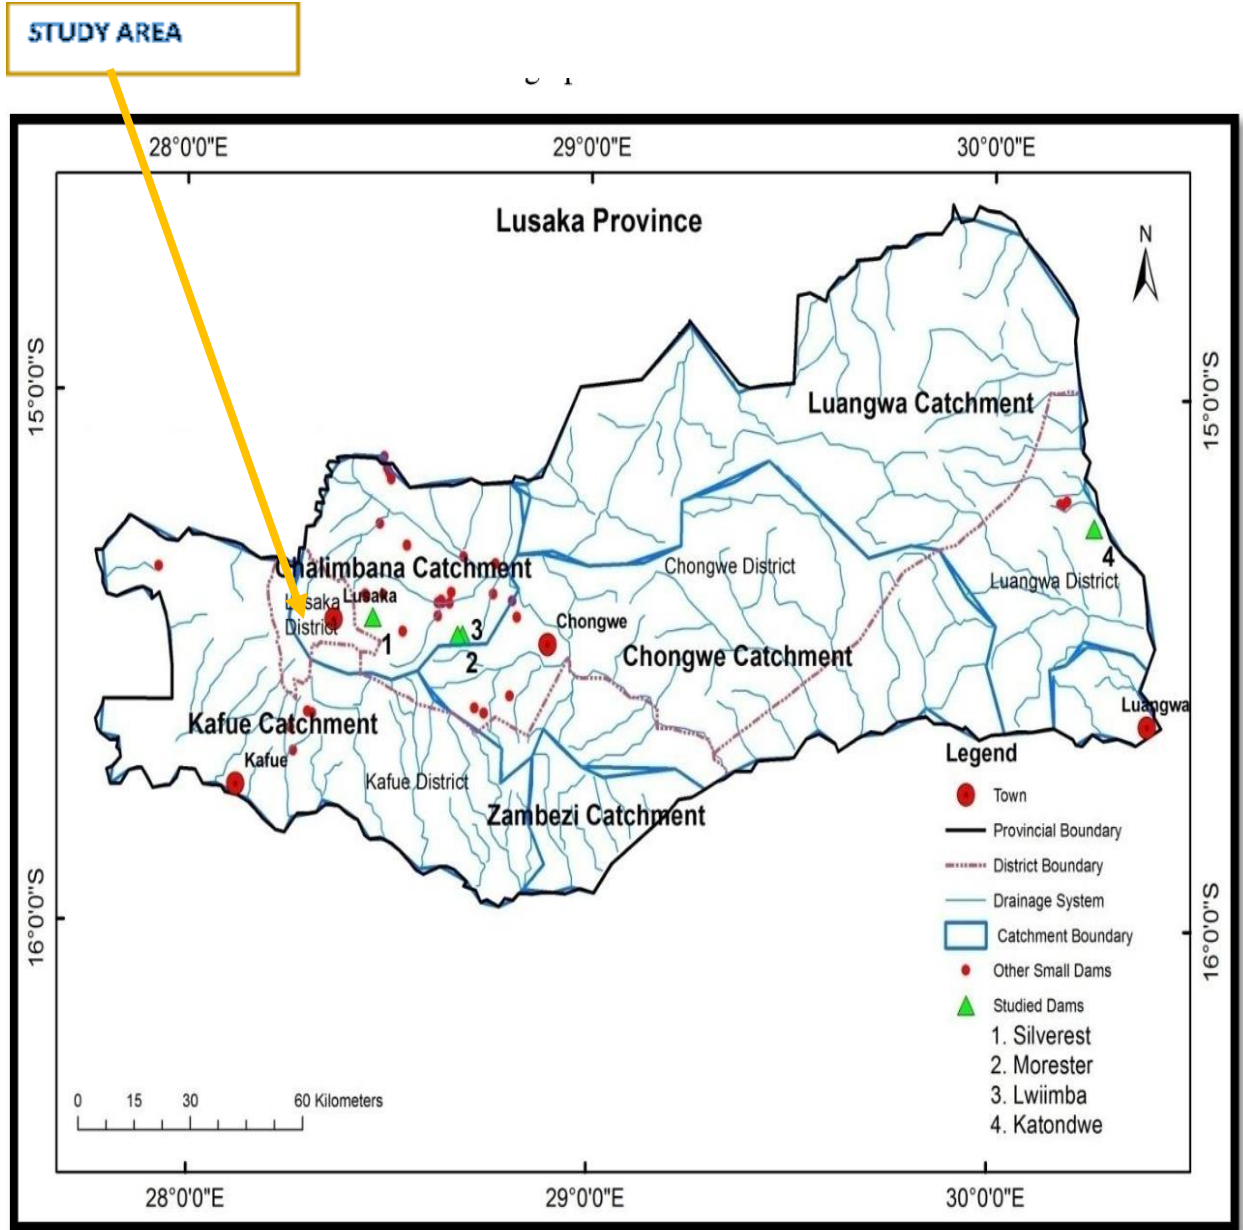 STUDY AREA
28°0'0"E
29°0'0"E
30°0'0"E
Lusaka Province
N
15°0'0"S
15°0'0"S
Luangwa Catchment
Chalimbana Catchment
Chongwe District
4
Luangwa District
Lusaka
Lusaka
District
1
3
2
Chongwe
Chongwe Catchment
Kafue Catchment
Luangwa
Kafue
Kafue District
Zambezi Catchment
Legend
Town
Provincial Boundary
District Boundary
Drainage System
Catchment Boundary
Other Small Dams
Studied Dams
1. Silverest
2. Morester
3. Lwiimba
4. Katondwe
16°0'0"S
16°0'0"S
0 15 30 60 Kilometers
28°0'0"E
29°0'0"E
30°0'0"E